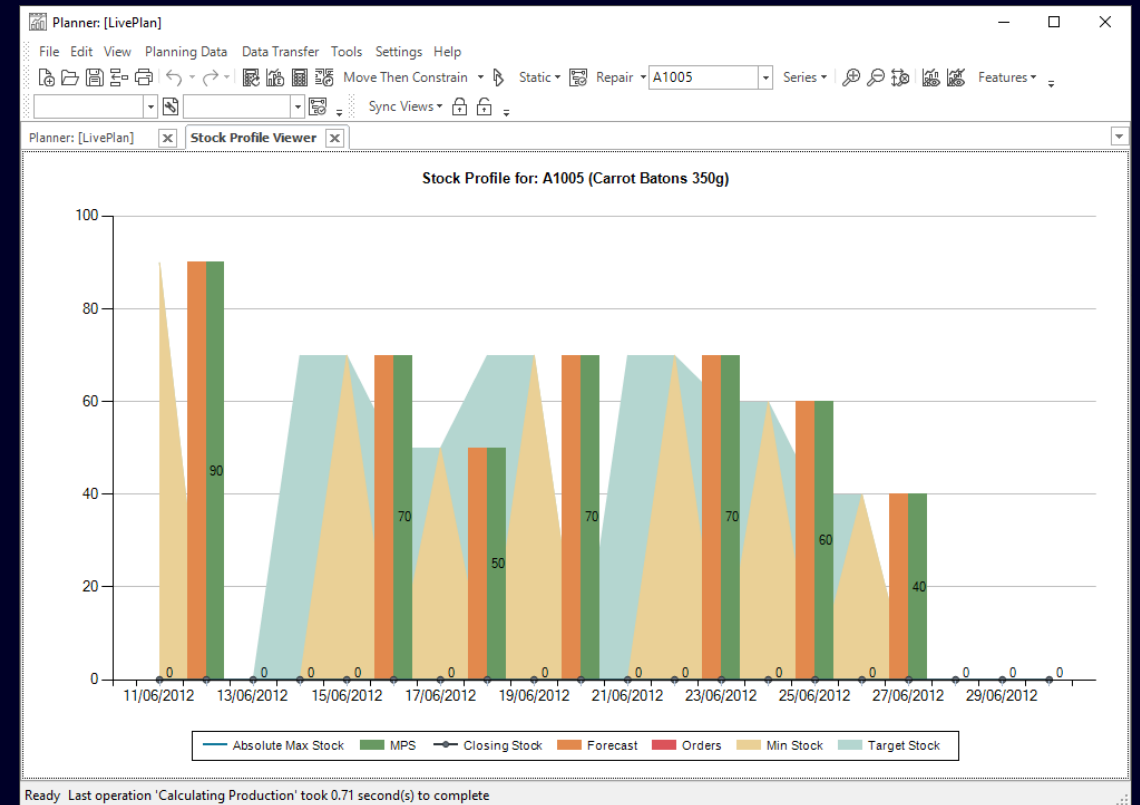 Planner: [LivePlan]
File Edit View Planning Data Data Transfer Tools Settings Help
Move Then Constrain Static Repair A1005 Series Features
Sync Views
Planner: [LivePlan] Stock Profile Viewer
Stock Profile for: A1005 (Carrot Batons 350g)
100
80
60
40
20
0
90
70
50
70
70
60
40
0 0 0 0 0 0 0 0 0 0 0 0 0
11/06/2012 13/06/2012 15/06/2012 17/06/2012 19/06/2012 21/06/2012 23/06/2012 25/06/2012 27/06/2012 29/06/2012
Absolute Max Stock MPS Closing Stock Forecast Orders Min Stock Target Stock
Ready Last operation 'Calculating Production' took 0.71 second(s) to complete